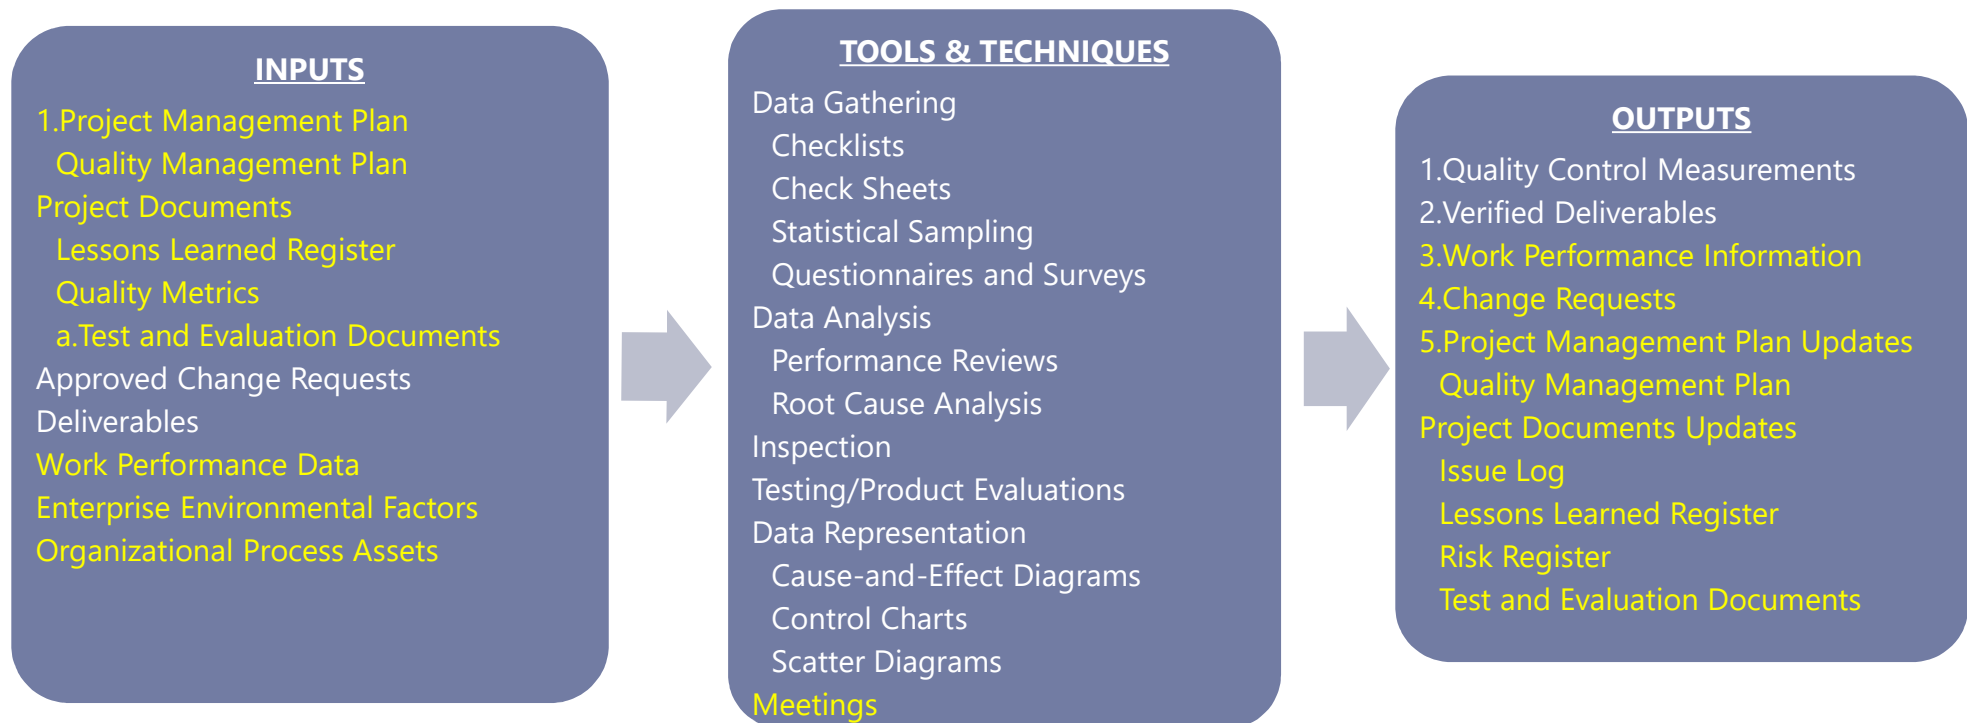 INPUTS
1.Project Management Plan
Quality Management Plan
Project Documents
Lessons Learned Register
Quality Metrics
a.Test and Evaluation Documents
Approved Change Requests
Deliverables
Work Performance Data
Enterprise Environmental Factors
Organizational Process Assets
TOOLS & TECHNIQUES
Data Gathering
Checklists
Check Sheets
Statistical Sampling
Questionnaires and Surveys
Data Analysis
Performance Reviews
Root Cause Analysis
Inspection
Testing/Product Evaluations
Data Representation
Cause-and-Effect Diagrams
Control Charts
Scatter Diagrams
Meetings
OUTPUTS
1.Quality Control Measurements
2.Verified Deliverables
3.Work Performance Information
4.Change Requests
5.Project Management Plan Updates
Quality Management Plan
Project Documents Updates
Issue Log
Lessons Learned Register
Risk Register
Test and Evaluation Documents